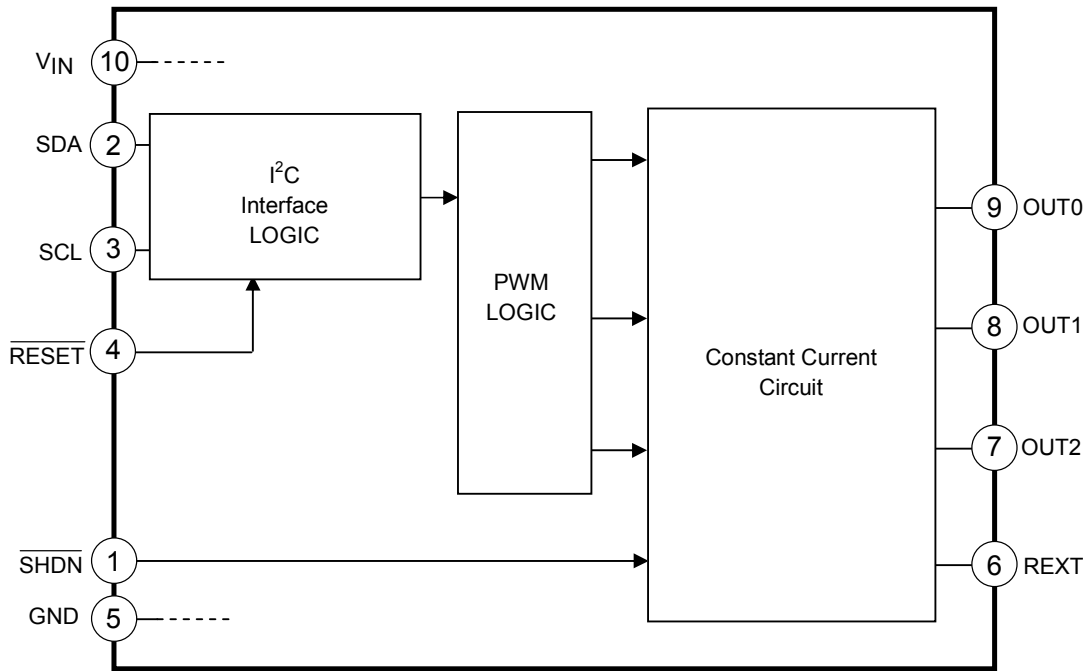 V_IN
10
SDA
2
SCL
3
RESET
4
SHDN
1
GND
5
I²C
Interface
LOGIC
PWM
LOGIC
Constant Current
Circuit
9
OUT0
8
OUT1
7
OUT2
6
REXT